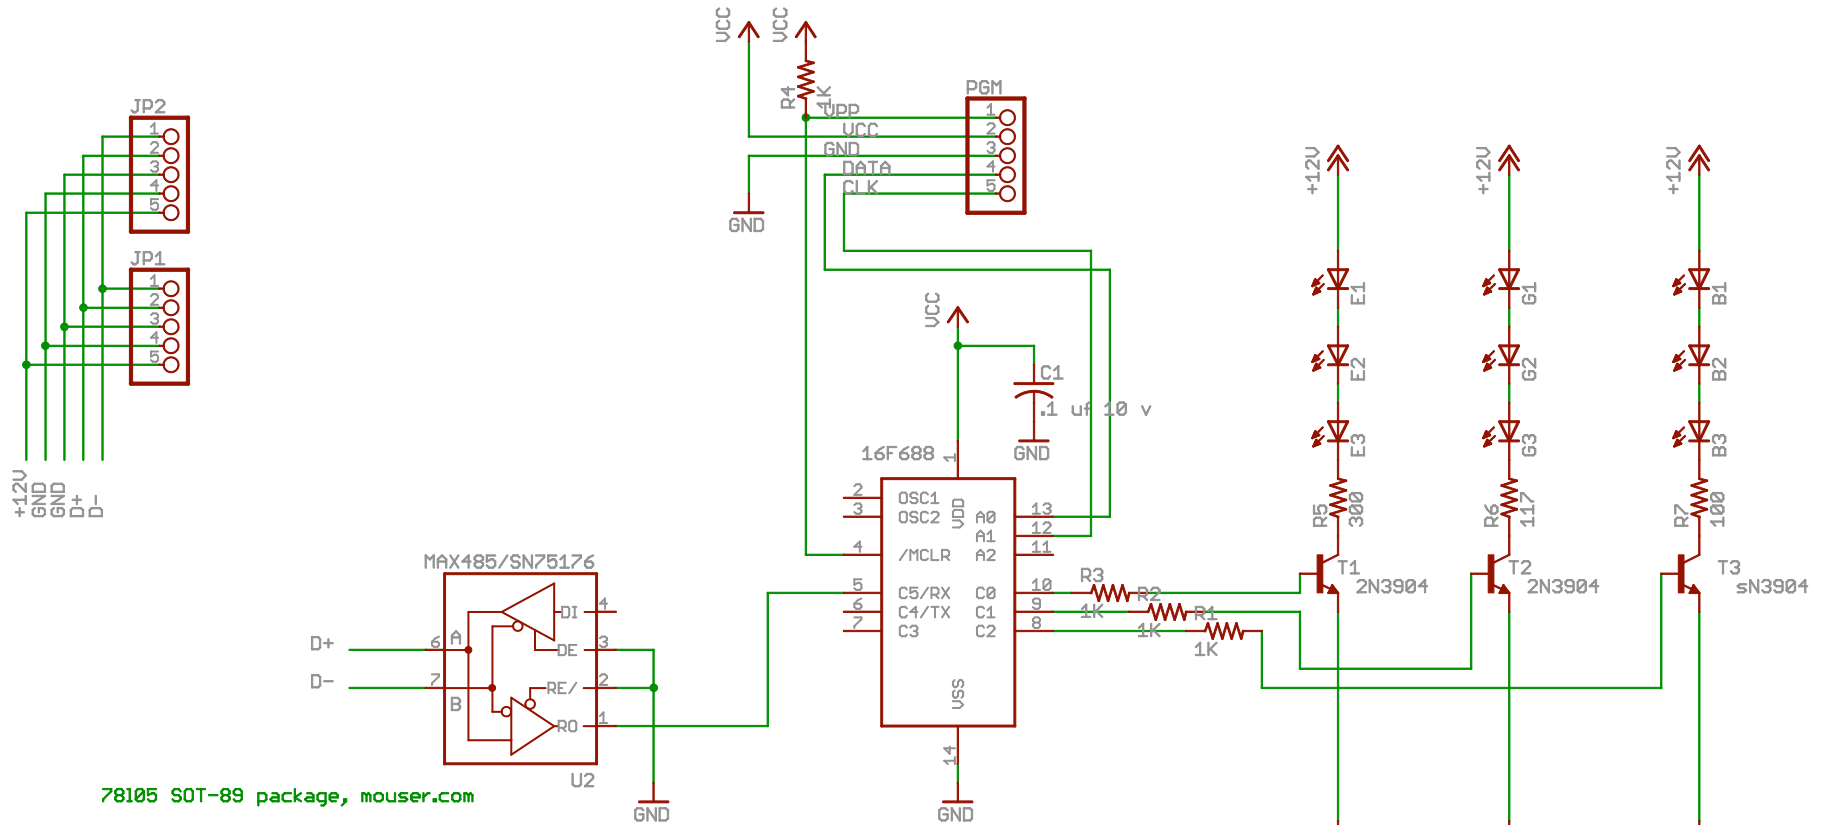 VCC
VCC
R4
1K
PGM
VPP
1
VCC
2
GND
3
DATA
4
CLK
5
GND
JP2
1
2
3
4
5
JP1
1
2
3
4
5
+12V
GND
GND
D+
D-
+12V
+12V
+12V
E1
G1
B1
E2
G2
B2
E3
G3
B3
R5
300
R6
117
R7
100
T1
2N3904
T2
2N3904
T3
sN3904
VCC
C1
.1 uf 10 v
GND
16F688
1
2
OSC1
VDD
3
OSC2
A0
13
A1
12
4
/MCLR
A2
11
5
C5/RX
C0
10
6
C4/TX
C1
9
7
C3
C2
8
VSS
14
GND
R3
1K
R2
1K
R1
1K
MAX485/SN75176
DI
4
D+
6
A
DE
3
D-
7
B
RE/
2
RO
1
U2
GND
78l05 SOT-89 package, mouser.com